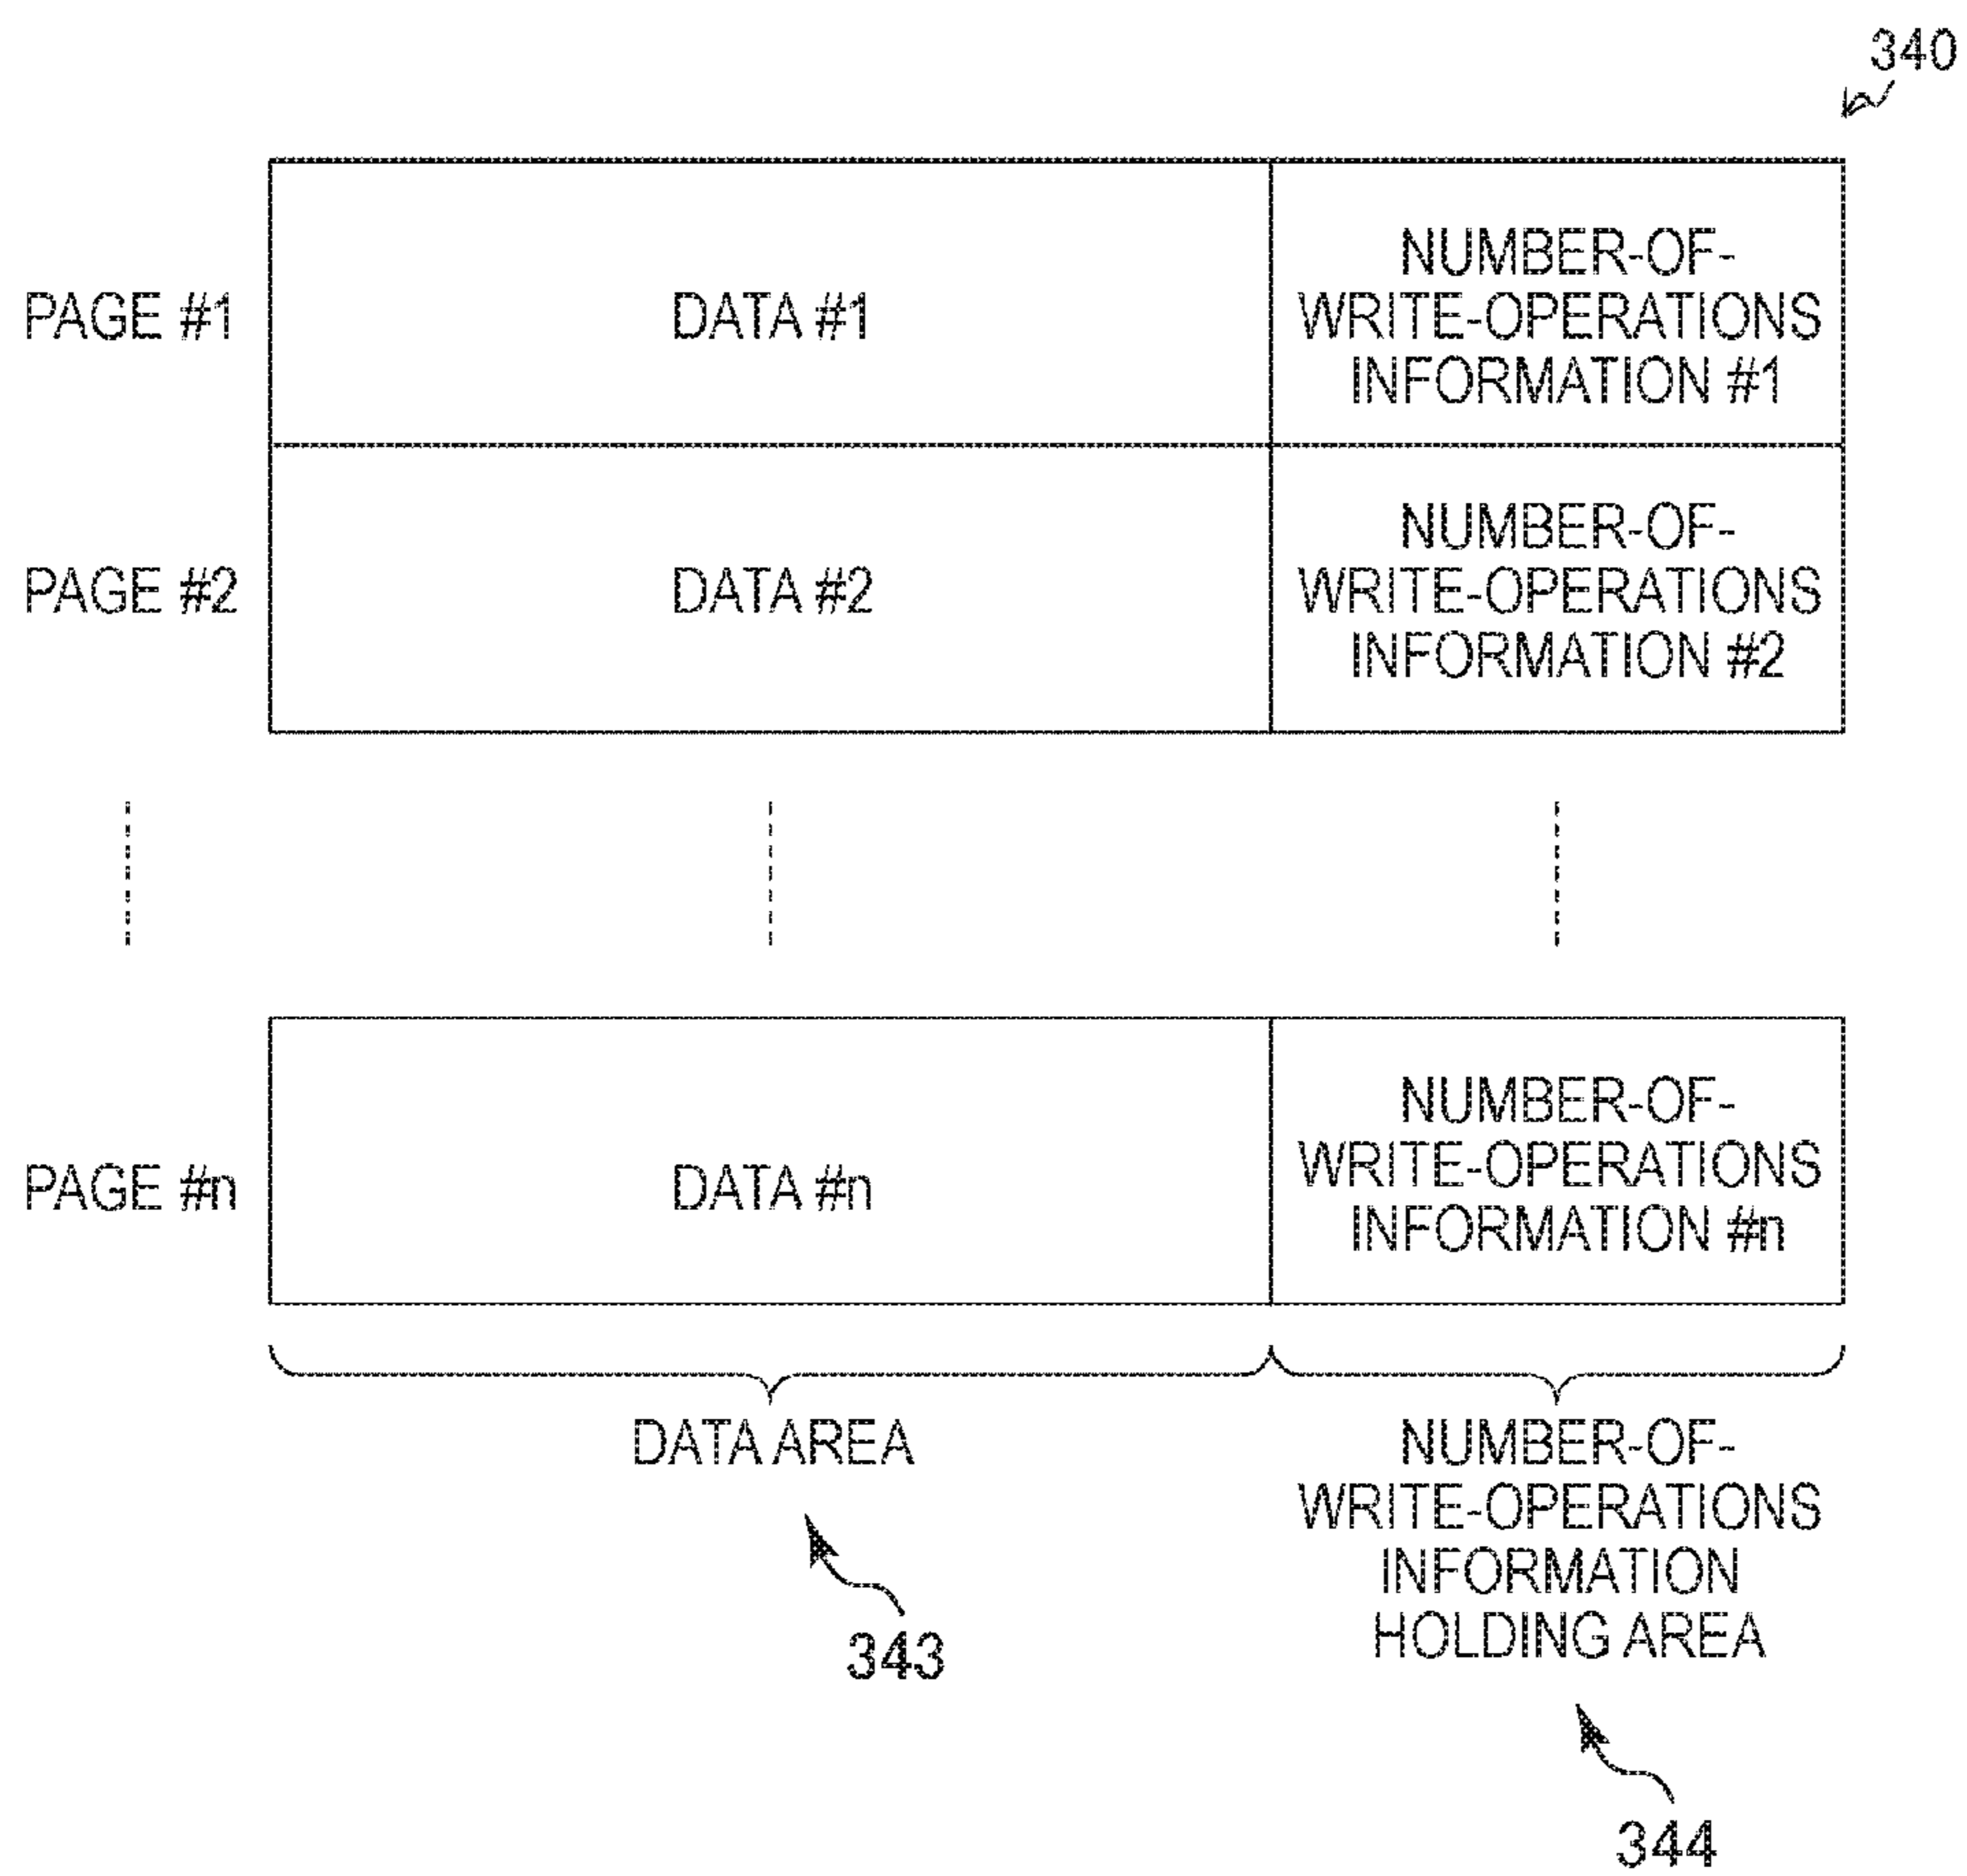 340
PAGE #1
DATA #1
NUMBER-OF-
WRITE-OPERATIONS
INFORMATION #1
PAGE #2
DATA #2
NUMBER-OF-
WRITE-OPERATIONS
INFORMATION #2
PAGE #n
DATA #n
NUMBER-OF-
WRITE-OPERATIONS
INFORMATION #n
DATA AREA
343
NUMBER-OF-
WRITE-OPERATIONS
INFORMATION
HOLDING AREA
344